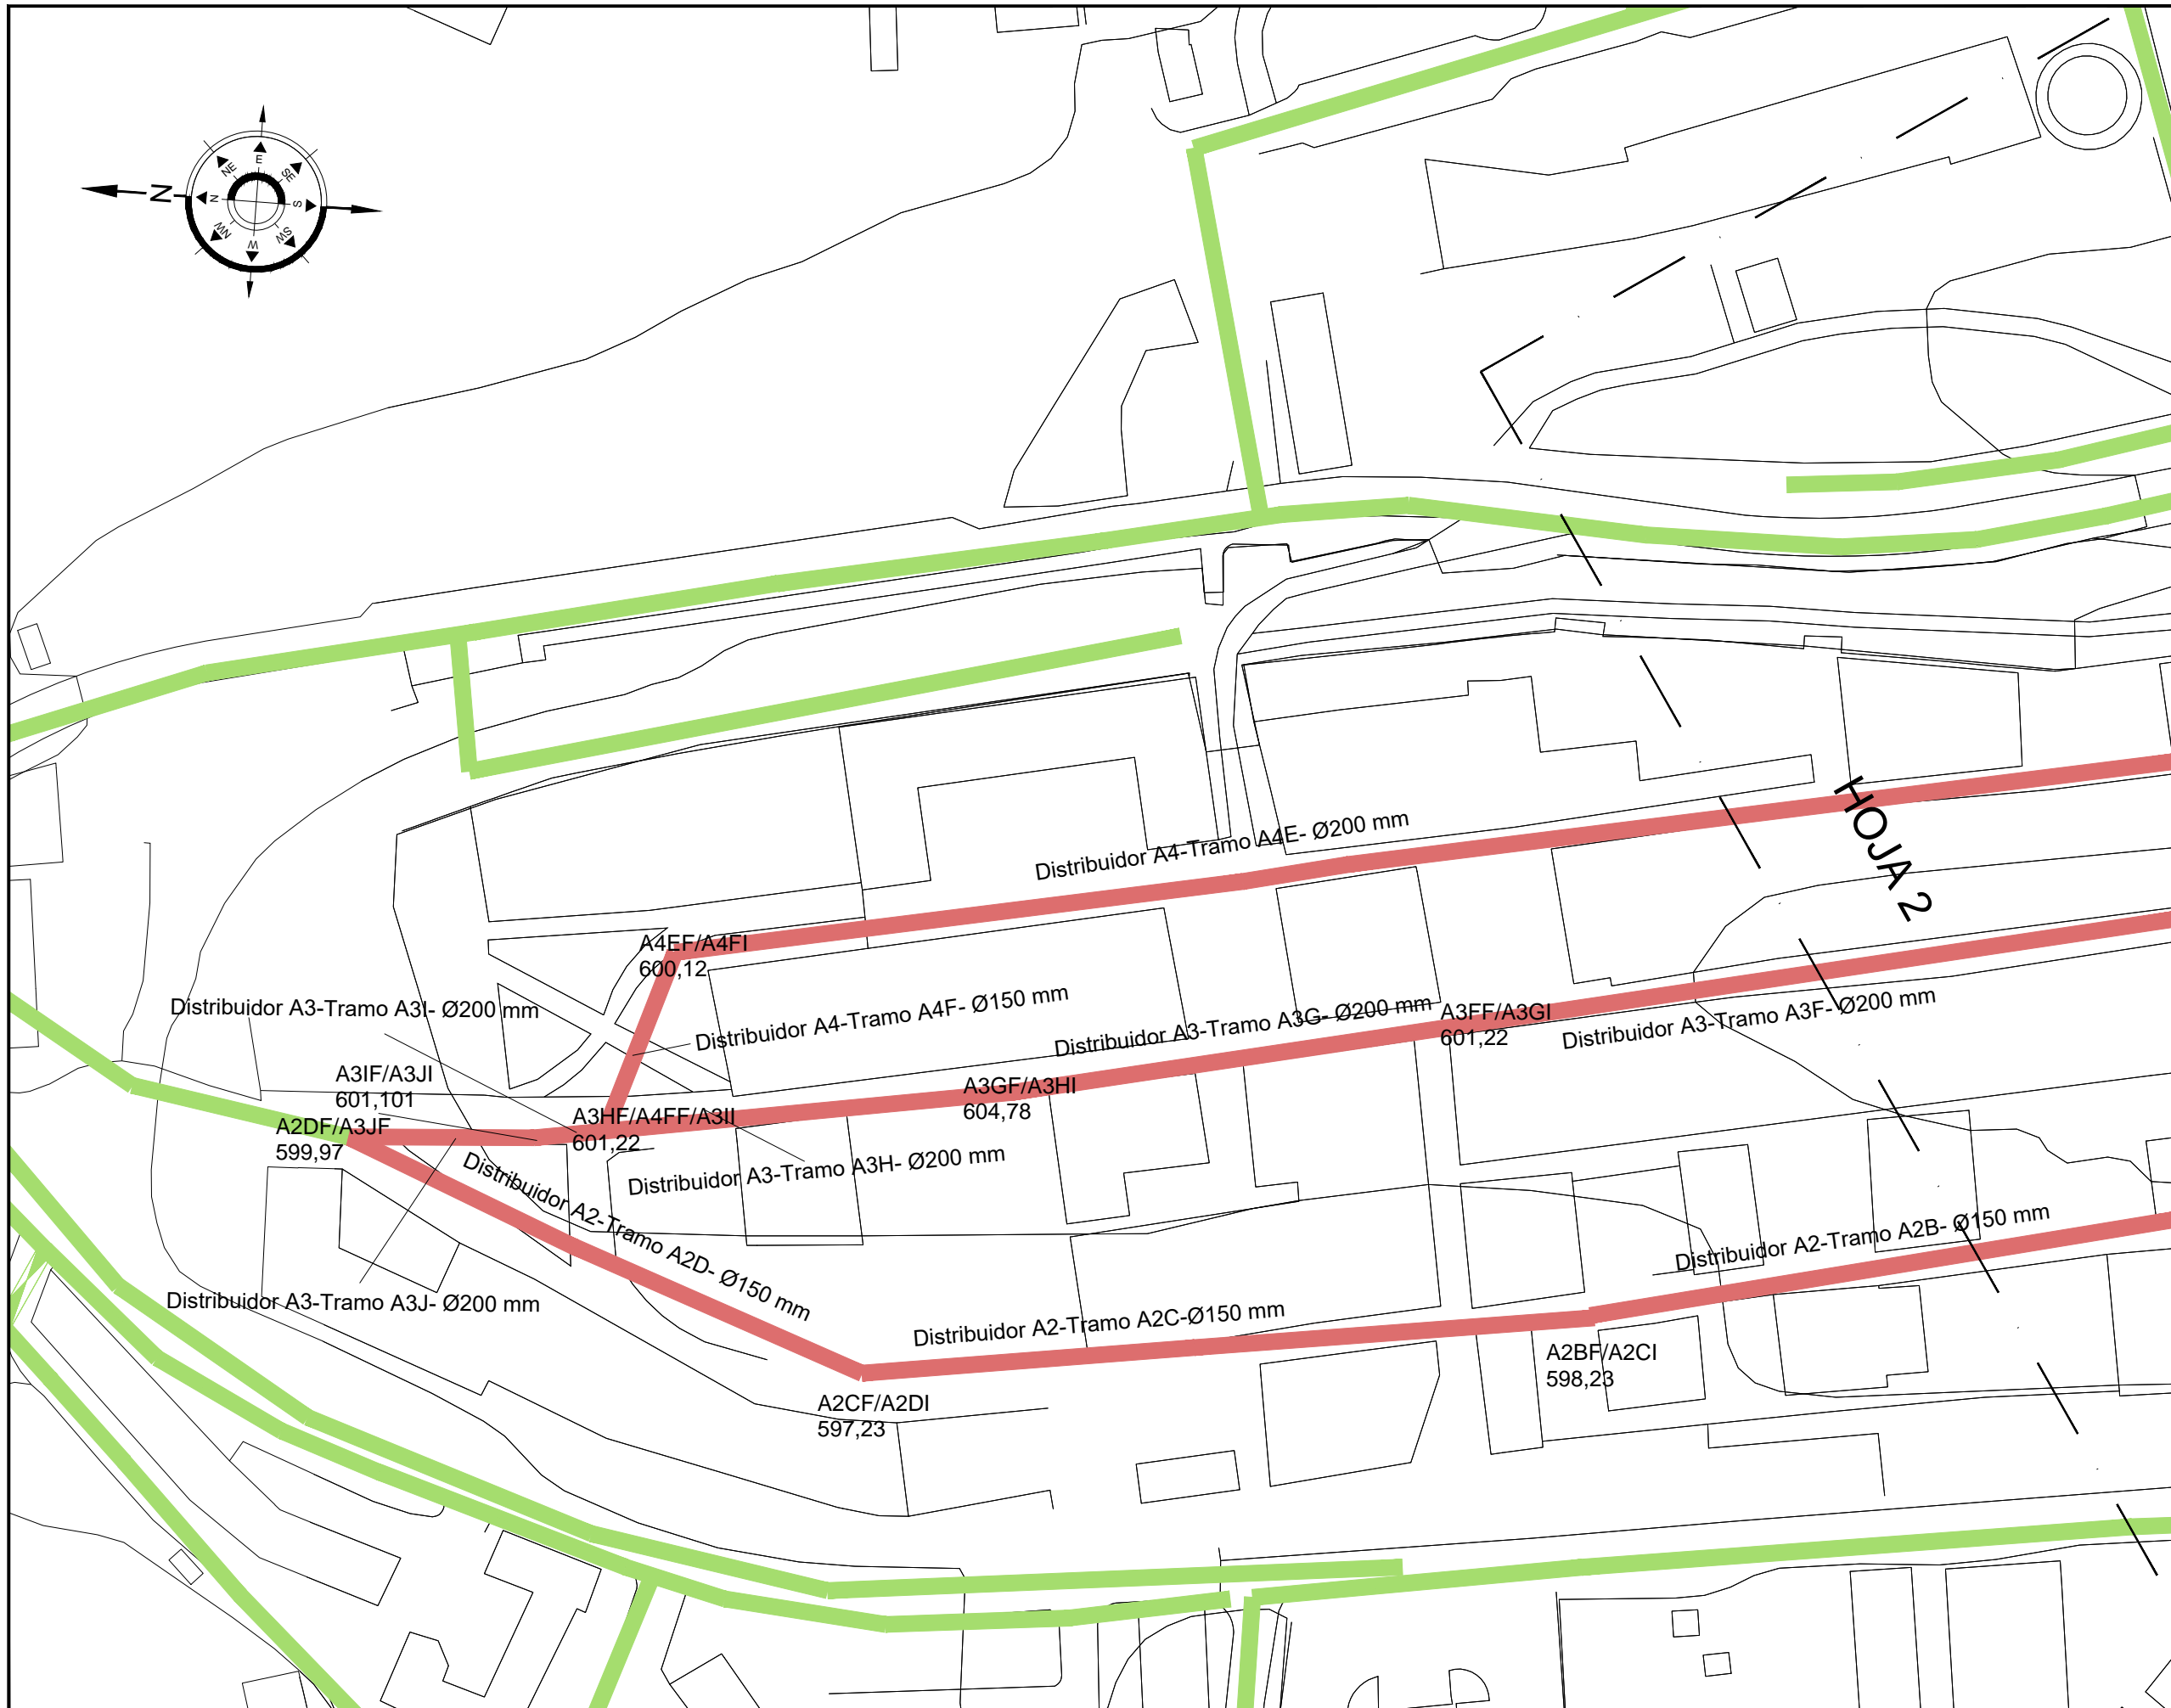 E
NE
SE
N
N
S
NW
SW
W
HOJA 2
Distribuidor A4-Tramo A4E- Ø200 mm
A4EF/A4FI
600,12
Distribuidor A3-Tramo A3I- Ø200 mm
Distribuidor A4-Tramo A4F- Ø150 mm
Distribuidor A3-Tramo A3G- Ø200 mm
A3FF/A3GI
601,22
Distribuidor A3-Tramo A3F- Ø200 mm
A3IF/A3JI
601,101
A3GF/A3HI
604,78
A2DF/A3JF
599,97
A3HF/A4FF/A3II
601,22
Distribuidor A3-Tramo A3H- Ø200 mm
Distribuidor A2-Tramo A2D- Ø150 mm
Distribuidor A2-Tramo A2B- Ø150 mm
Distribuidor A3-Tramo A3J- Ø200 mm
Distribuidor A2-Tramo A2C-Ø150 mm
A2BF/A2CI
598,23
A2CF/A2DI
597,23